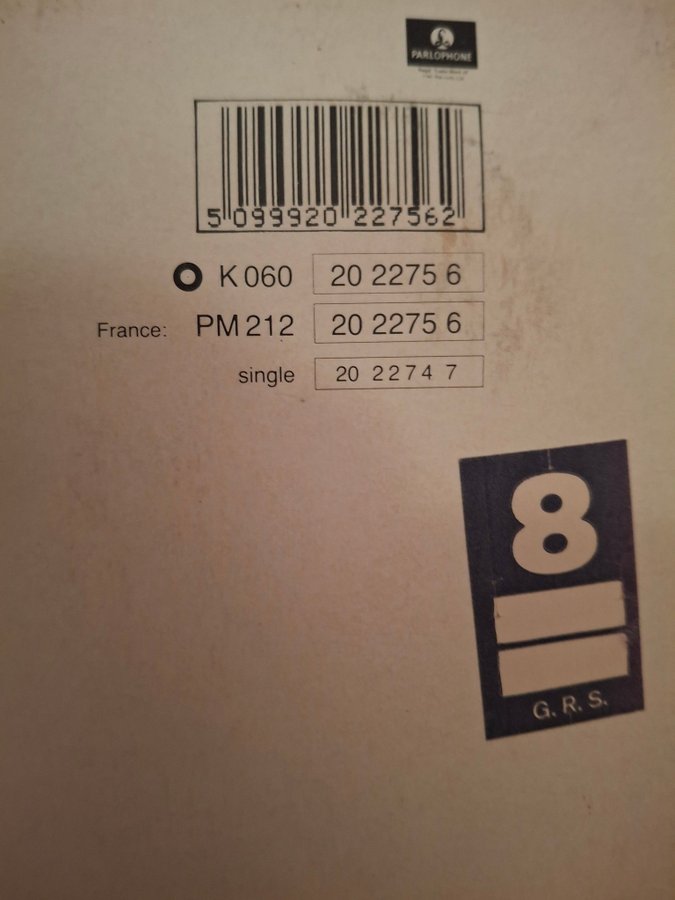 PARLOPHONE
5 099920 227562
K 060 20 2275 6
France: PM 212 20 2275 6
single 20 2274 7
8
G. R. S.